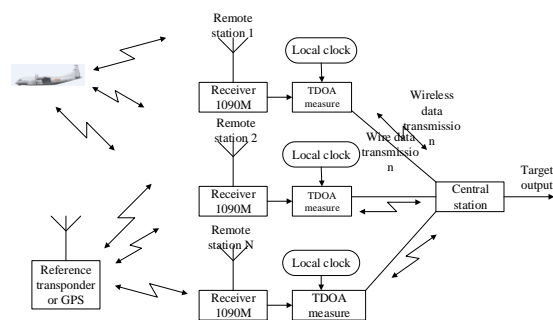 Remote
station 1
Local clock
Receiver
1090M
TDOA
measure
Wireless
data
transmissio
n
Remote
station 2
Local clock
Wire data
transmissio
n
Receiver
1090M
TDOA
measure
Central
station
Target
output
Remote
station N
Local clock
Reference
transponder
or GPS
Receiver
1090M
TDOA
measure